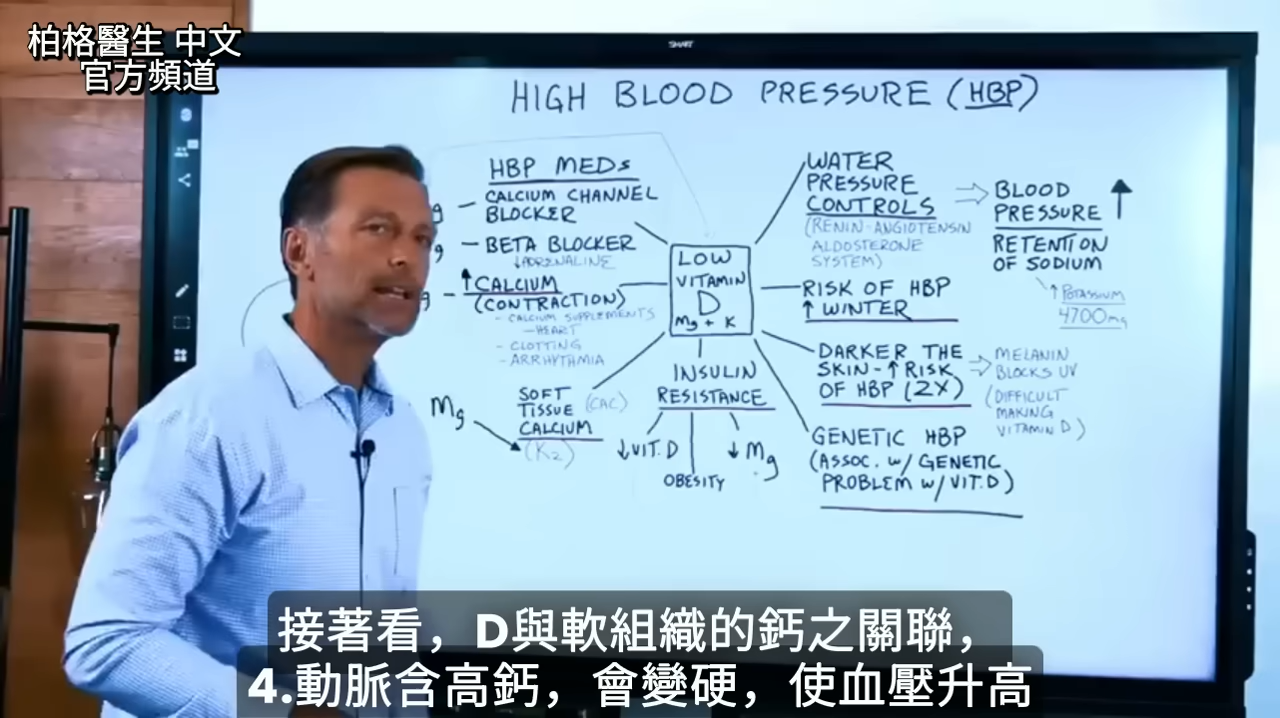 柏格醫生 中文
官方頻道
SMART
HIGH BLOOD PRESSURE (HBP)
HBP MEDs
g - CALCIUM CHANNEL
BLOCKER
g - BETA BLOCKER
↓ADRENALINE
g - ↑CALCIUM
(CONTRACTION)
- CALCIUM SUPPLEMENTS
- HEART
- CLOTTING
- ARRHYTHMIA
Mg
SOFT
TISSUE (CAC)
CALCIUM
(K2)
LOW
VITAMIN
D
Mg + K
INSULIN
RESISTANCE
↓VIT. D
OBESITY
↓ Mg
WATER
PRESSURE
CONTROLS
(RENIN-ANGIOTENSIN
ALDOSTERONE
SYSTEM)
BLOOD
PRESSURE ↑
RETENTION
OF SODIUM
↑ POTASSIUM
4700mg
RISK OF HBP
↑ WINTER
DARKER THE
SKIN - ↑ RISK
OF HBP (2X)
MELANIN
BLOCKS UV
(DIFFICULT
MAKING
VITAMIN D)
GENETIC HBP
(ASSOC. w/ GENETIC
PROBLEM w/ VIT. D)
接著看，D與軟組織的鈣之關聯，
4.動脈含高鈣，會變硬，使血壓升高